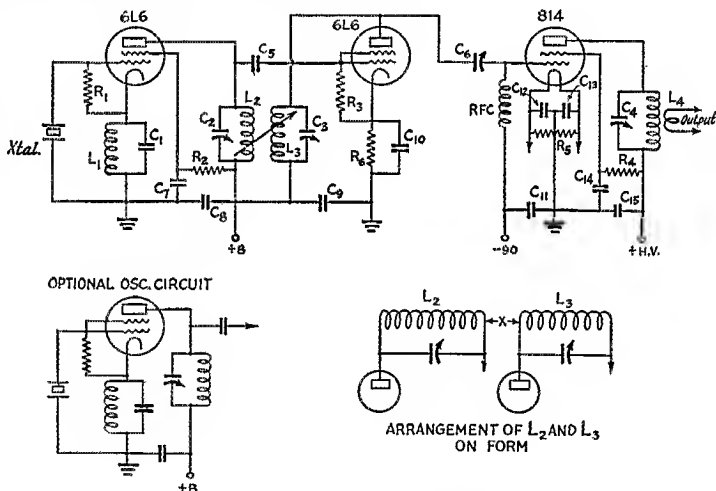 6L6
6L6
814
C5
C6
C12
C13
R1
L2
R3
C2
C3
C4
L4
Output
Xtal.
L1
C1
R2
L3
R6
C10
RFC
R5
R4
C7
C14
C8
C9
C11
C15
+B
-90
+H.V.
OPTIONAL OSC. CIRCUIT
L2
L3
X
+B
ARRANGEMENT OF L2 AND L3
ON FORM